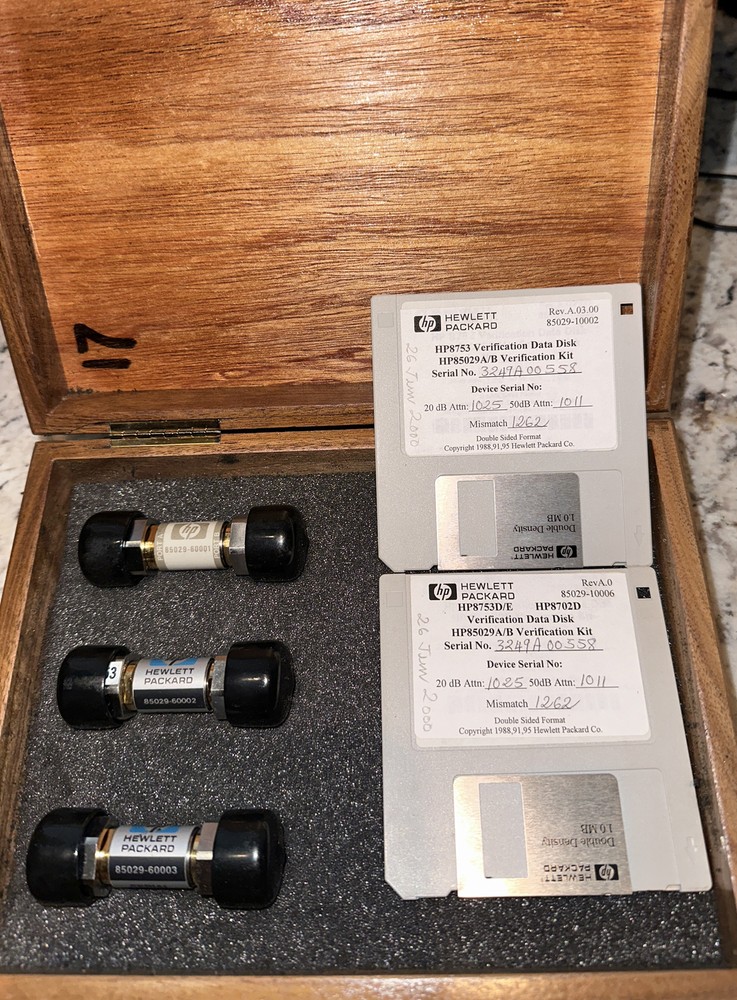 17
hp HEWLETT PACKARD
Rev.A.03.00
85029-10002
HP8753 Verification Data Disk
HP85029A/B Verification Kit
Serial No. 3249A00558
Device Serial No:
20 dB Attn: 1025 50dB Attn: 1011
Mismatch 1262
Double Sided Format
Copyright 1988,91,95 Hewlett Packard Co.
26 Jun 2000
Double Density
1.0 MB
hp HEWLETT PACKARD
hp HEWLETT PACKARD
RevA.0
85029-10006
HP8753D/E HP8702D
Verification Data Disk
HP85029A/B Verification Kit
Serial No. 3249A 00558
Device Serial No:
20 dB Attn: 1025 50dB Attn: 1011
Mismatch 1262
Double Sided Format
Copyright 1988,91,95 Hewlett Packard Co.
26 Jun 2000
Double Density
1.0 MB
hp HEWLETT PACKARD
hp
85029-60001
HEWLETT
PACKARD
85029-60002
HEWLETT
PACKARD
85029-60003